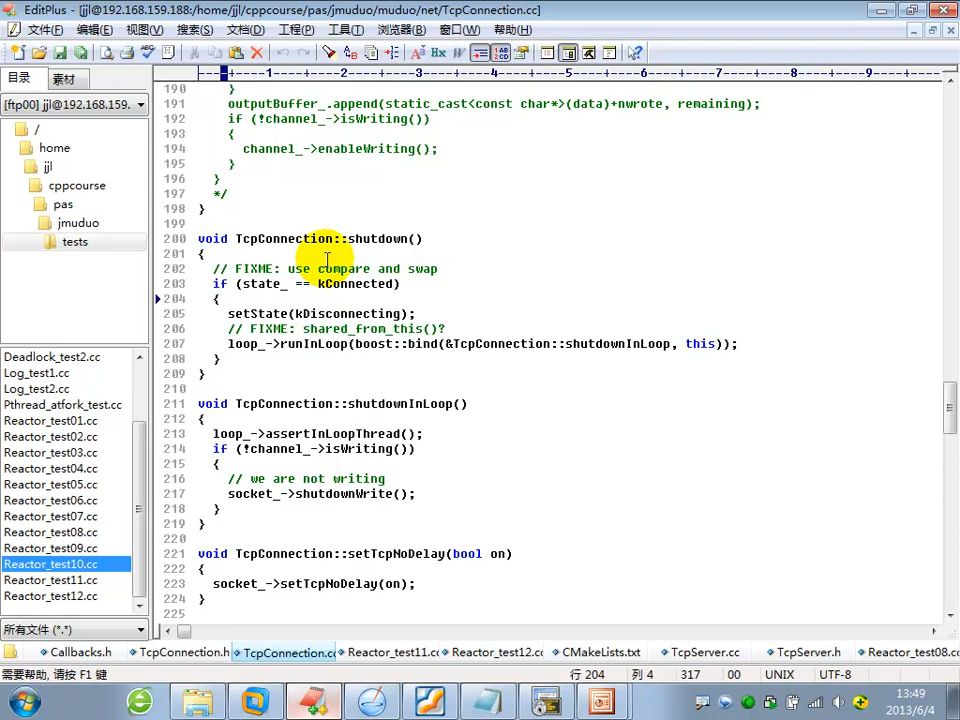 EditPlus - [ftp00: jjl@192.168.159.188:/home/jjl/cppcourse/pas/jmuduo/muduo/net/TcpConnection.cc]
文件(F) 编辑(E) 视图(V) 搜索(S) 文档(D) 工程(P) 工具(T) 浏览器(B) 窗口(W) 帮助(H)
目录 素材
[ftp00] jjl@192.168.159.
/
home
jjl
cppcourse
pas
jmuduo
tests
Deadlock_test2.cc
Log_test1.cc
Log_test2.cc
Pthread_atfork_test.cc
Reactor_test01.cc
Reactor_test02.cc
Reactor_test03.cc
Reactor_test04.cc
Reactor_test05.cc
Reactor_test06.cc
Reactor_test07.cc
Reactor_test08.cc
Reactor_test09.cc
Reactor_test10.cc
Reactor_test11.cc
Reactor_test12.cc
所有文件 (*.*)
----+----1----+----2----+----3----+----4----+----5----+----6----+----7----+----8----+----9----
190 }
191 outputBuffer_.append(static_cast<const char*>(data)+nwrote, remaining);
192 if (!channel_->isWriting())
193 {
194 channel_->enableWriting();
195 }
196 }
197 */
198 }
199
200 void TcpConnection::shutdown()
201 {
202 // FIXME: use compare and swap
203 if (state_ == kConnected)
204 {
205 setState(kDisconnecting);
206 // FIXME: shared_from_this()?
207 loop_->runInLoop(boost::bind(&TcpConnection::shutdownInLoop, this));
208 }
209 }
210
211 void TcpConnection::shutdownInLoop()
212 {
213 loop_->assertInLoopThread();
214 if (!channel_->isWriting())
215 {
216 // we are not writing
217 socket_->shutdownWrite();
218 }
219 }
220
221 void TcpConnection::setTcpNoDelay(bool on)
222 {
223 socket_->setTcpNoDelay(on);
224 }
225
Callbacks.h TcpConnection.h TcpConnection.cc Reactor_test11.cc Reactor_test12.cc CMakeLists.txt TcpServer.cc TcpServer.h Reactor_test08.cc
需要帮助, 请按 F1 键 行 204 列 4 317 00 UNIX UTF-8
13:49
2013/6/4